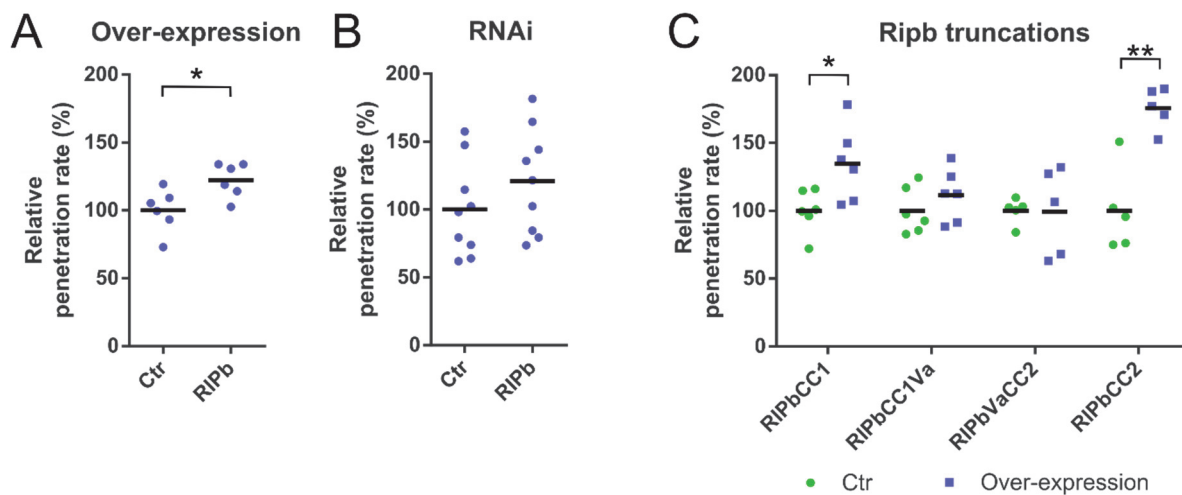 A Over-expression
Relative
penetration rate (%)
200
150
100
50
0
*
Ctr
RIPb
B RNAi
Relative
penetration rate (%)
200
150
100
50
0
Ctr
RIPb
C Ripb truncations
Relative
penetration rate (%)
200
150
100
50
0
*
**
RIPbCC1
RIPbCC1Va
RIPbVaCC2
RIPbCC2
Ctr
Over-expression